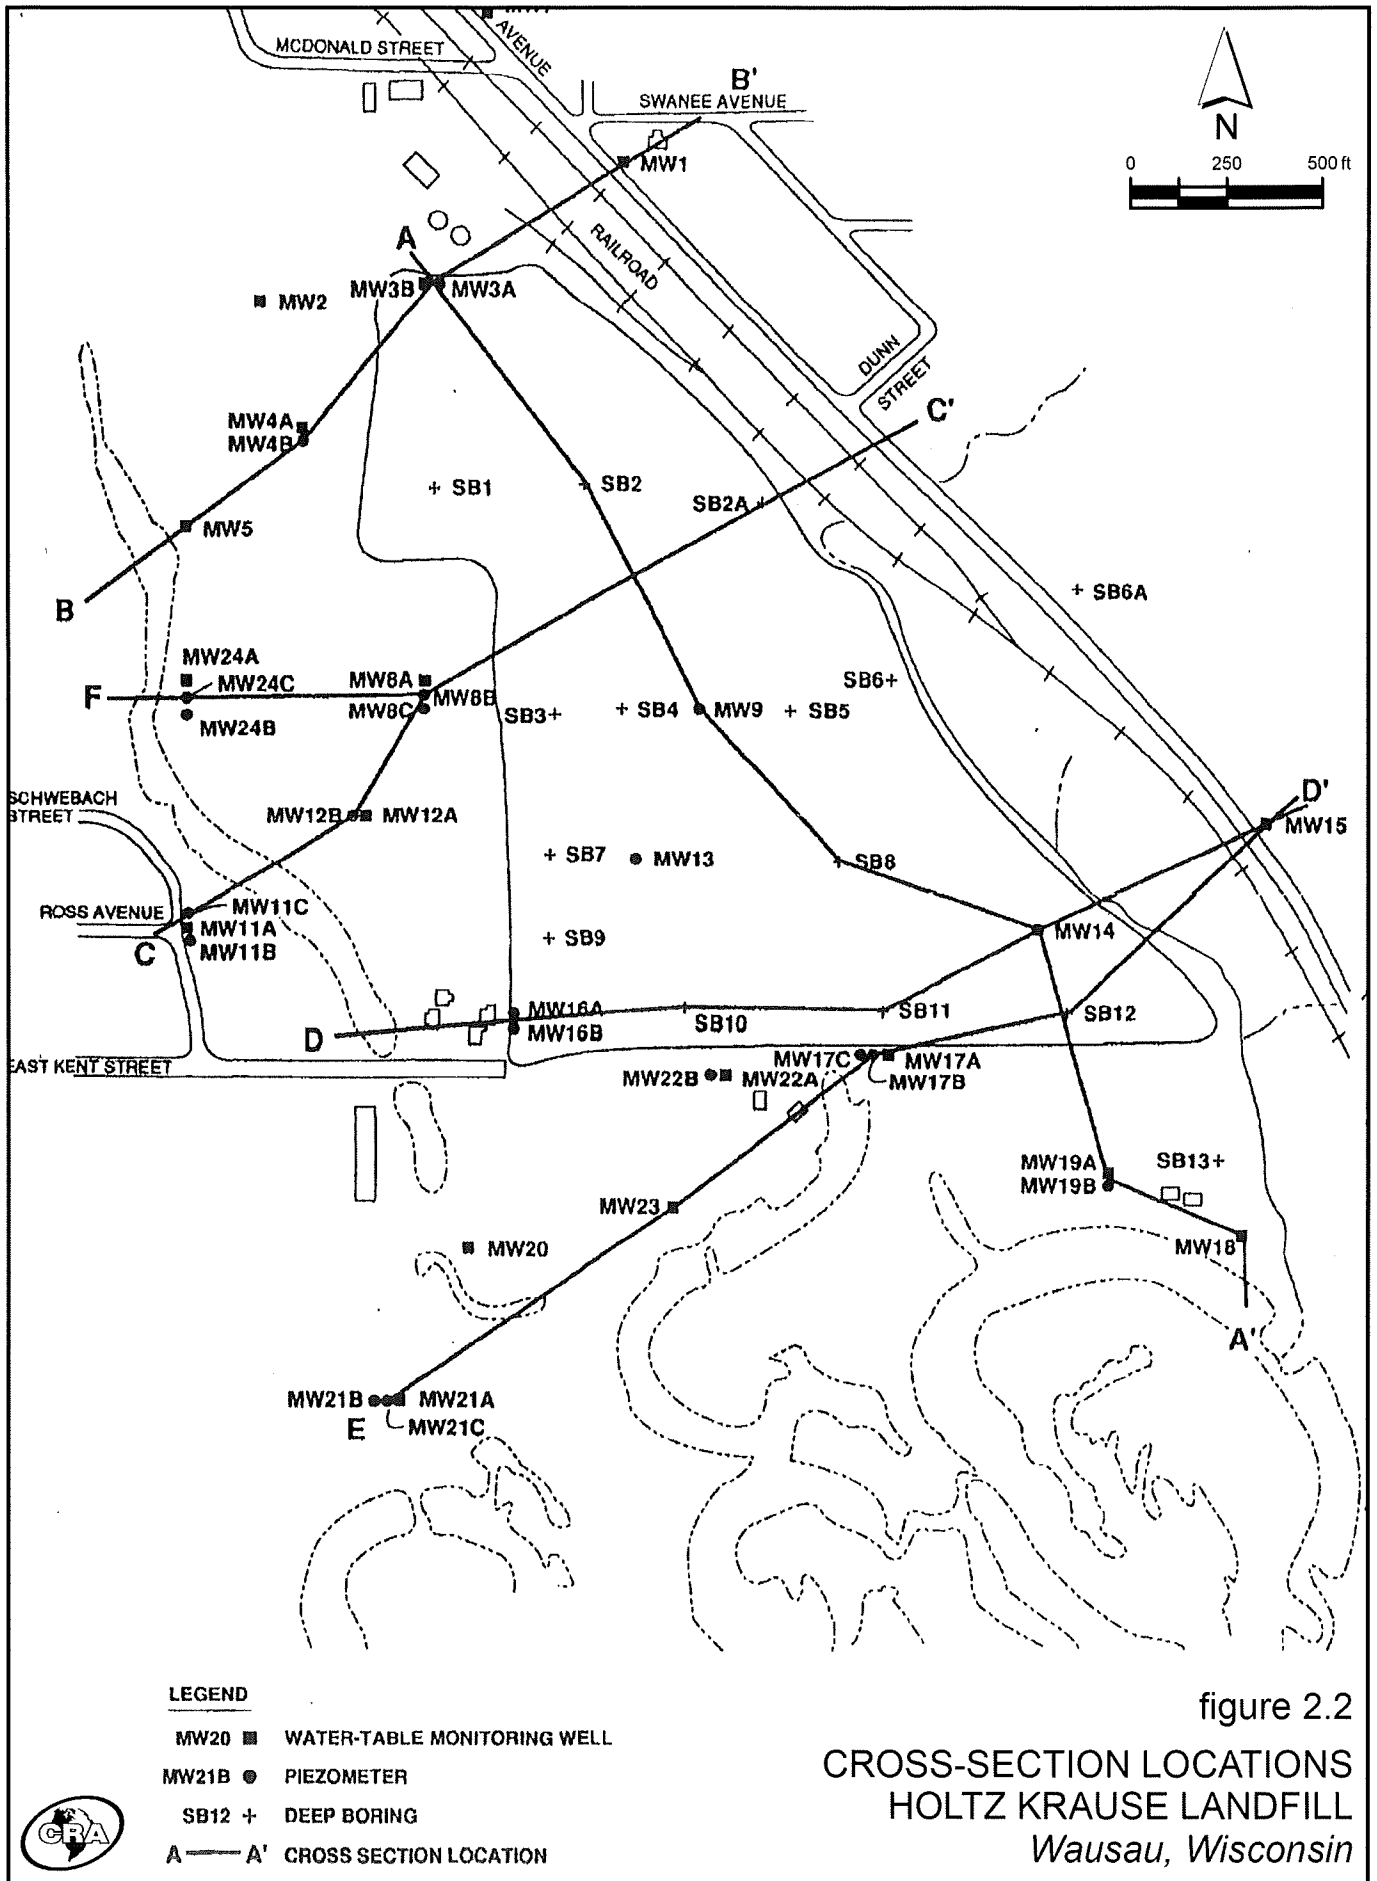 MCDONALD STREET
AVENUE
B'
SWANEE AVENUE
N
0 250 500 ft
MW1
A
RAILROAD
MW3B MW3A
MW2
DUNN
STREET
C'
MW4A
MW4B
SB1
SB2
SB2A
MW5
B
SB6A
MW24A
MW24C
F
MW24B
MW8A
MW8B
MW8C
SB3
SB4
MW9
SB5
SB6
SCHWEBACH
STREET
D'
MW15
MW12B MW12A
SB7
MW13
SB8
ROSS AVENUE
MW11C
MW11A
MW11B
C
SB9
MW14
MW16A
MW16B
D
SB10
SB11
SB12
EAST KENT STREET
MW17C MW17A
MW17B
MW22B MW22A
MW19A
MW19B
SB13
MW23
MW20
MW18
A'
MW21B MW21A
MW21C
E
LEGEND
MW20 WATER-TABLE MONITORING WELL
MW21B PIEZOMETER
SB12 DEEP BORING
A A' CROSS SECTION LOCATION
CRA
figure 2.2
CROSS-SECTION LOCATIONS
HOLTZ KRAUSE LANDFILL
Wausau, Wisconsin